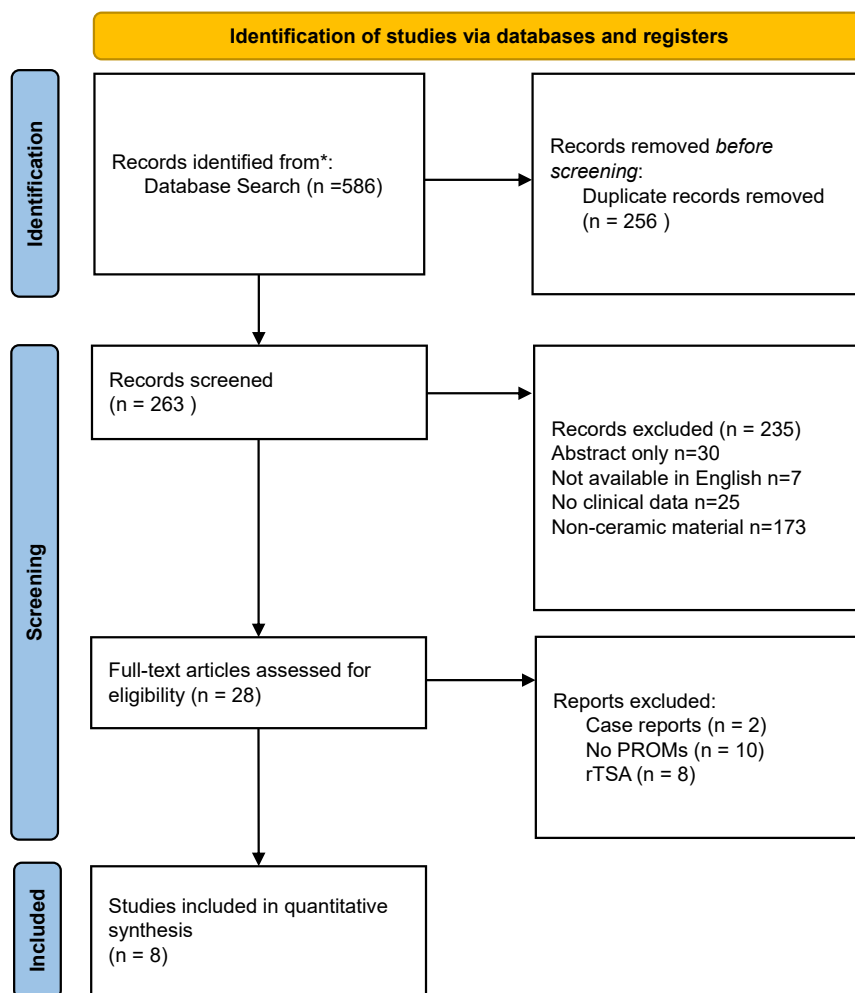 Identification of studies via databases and registers
Identification
Records identified from*:
Database Search (n =586)
Records removed before
screening:
Duplicate records removed
(n = 256 )
Screening
Records screened
(n = 263 )
Records excluded (n = 235)
Abstract only n=30
Not available in English n=7
No clinical data n=25
Non-ceramic material n=173
Full-text articles assessed for
eligibility (n = 28)
Reports excluded:
Case reports (n = 2)
No PROMs (n = 10)
rTSA (n = 8)
Included
Studies included in quantitative
synthesis
(n = 8)